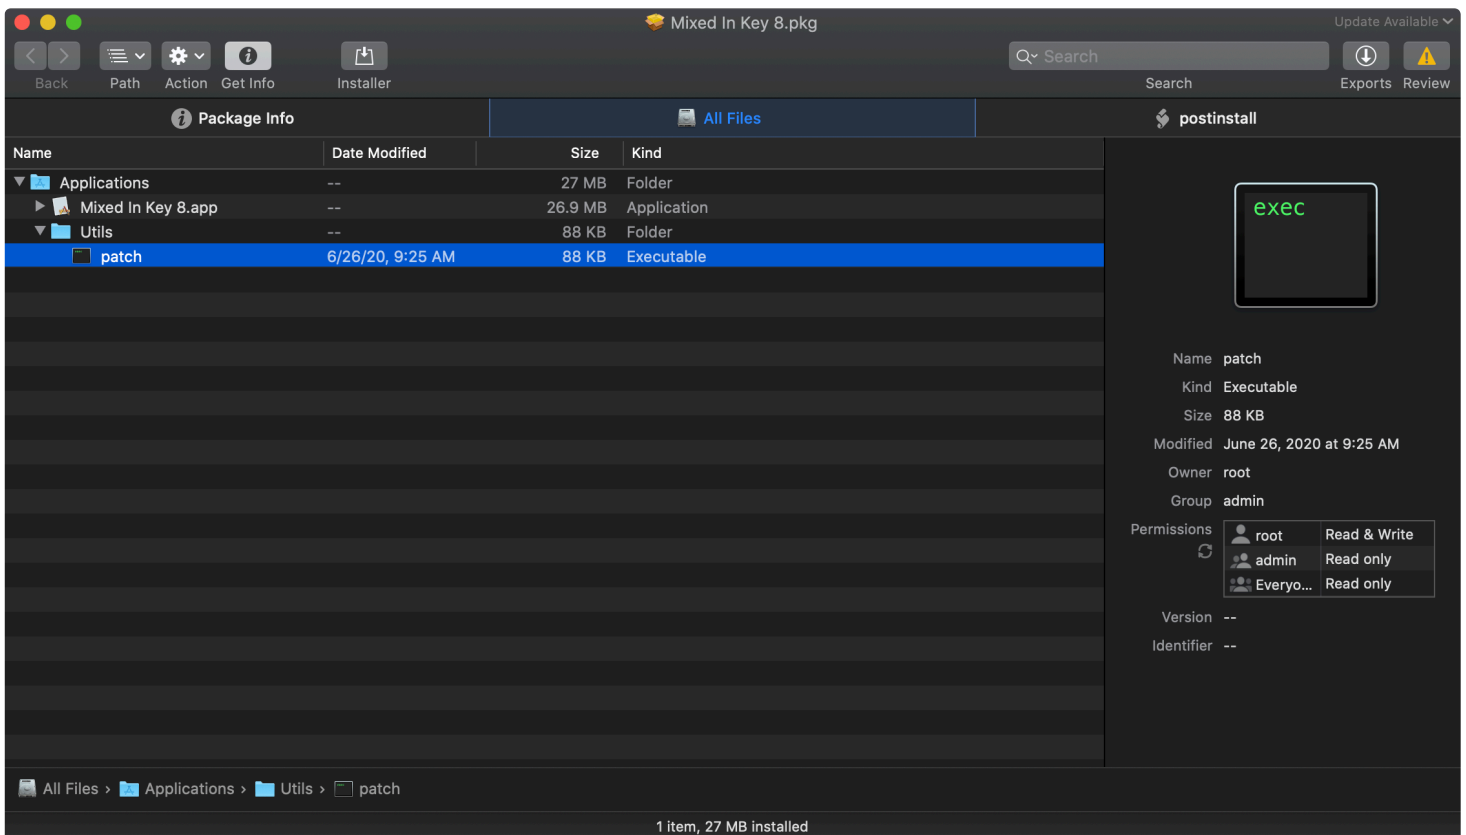 Mixed In Key 8.pkg
Update Available
Search
Back Path Action Get Info Installer Search Exports Review
Package Info All Files postinstall
Name Date Modified Size Kind
Applications -- 27 MB Folder
Mixed In Key 8.app -- 26.9 MB Application
Utils -- 88 KB Folder
patch 6/26/20, 9:25 AM 88 KB Executable
exec
Name patch
Kind Executable
Size 88 KB
Modified June 26, 2020 at 9:25 AM
Owner root
Group admin
Permissions root Read & Write
admin Read only
Everyo... Read only
Version --
Identifier --
All Files › Applications › Utils › patch
1 item, 27 MB installed